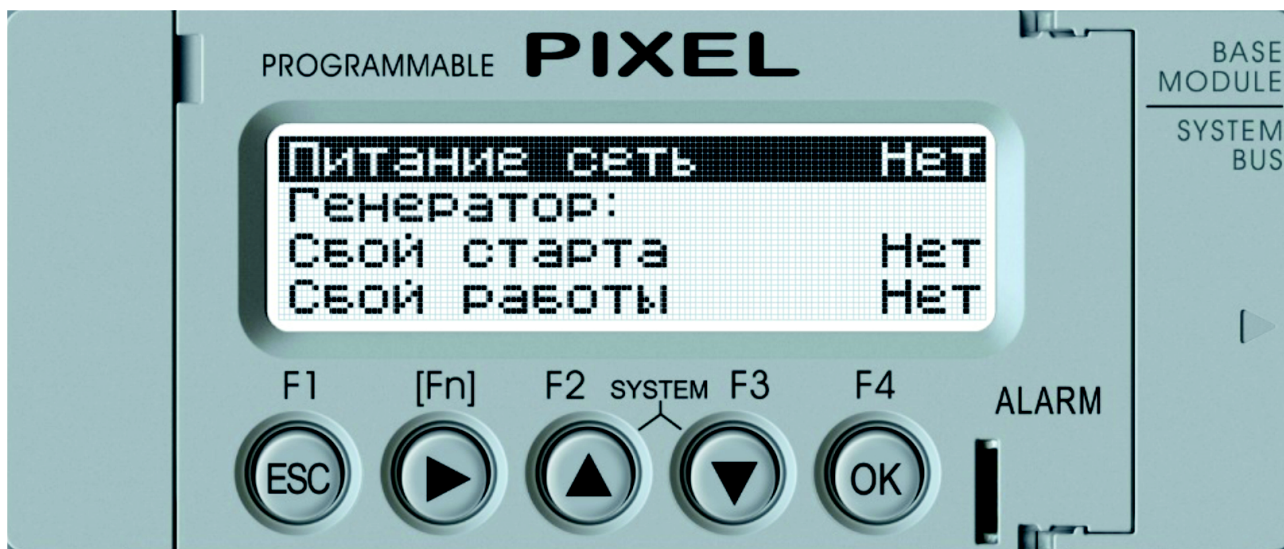 PROGRAMMABLE PIXEL
BASE
MODULE
SYSTEM
BUS
Питание сеть Нет
Генератор:
Сбой старта Нет
Сбой работы Нет
F1 [Fn] F2 SYSTEM F3 F4
ALARM
ESC OK